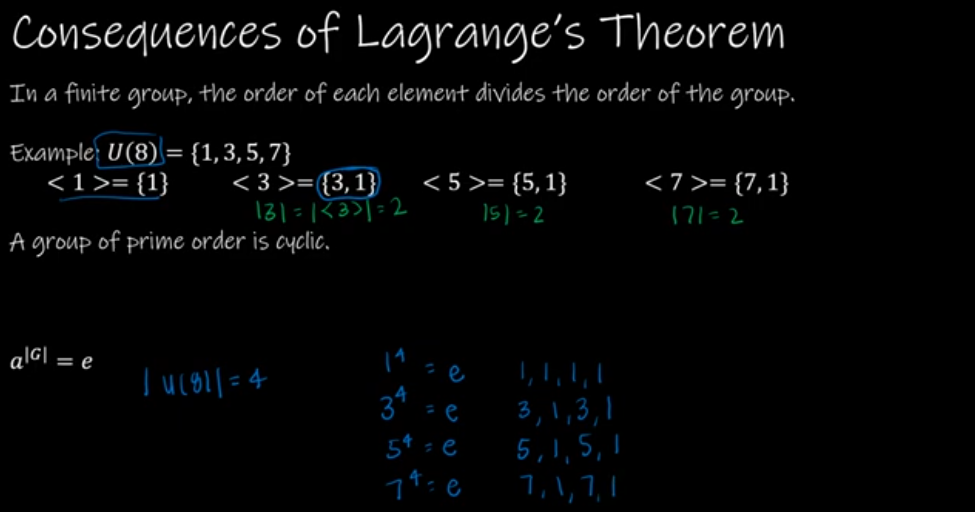 Consequences of Lagrange's Theorem
In a finite group, the order of each element divides the order of the group.
Example: U(8) = {1, 3, 5, 7}
< 1 >= {1} < 3 >= {3, 1} < 5 >= {5, 1} < 7 >= {7, 1}
|3| = |<3>| = 2 |5| = 2 |7| = 2
A group of prime order is cyclic.
a^|G| = e
|U(8)| = 4
1^4 = e 1, 1, 1, 1
3^4 = e 3, 1, 3, 1
5^4 = e 5, 1, 5, 1
7^4 = e 7, 1, 7, 1